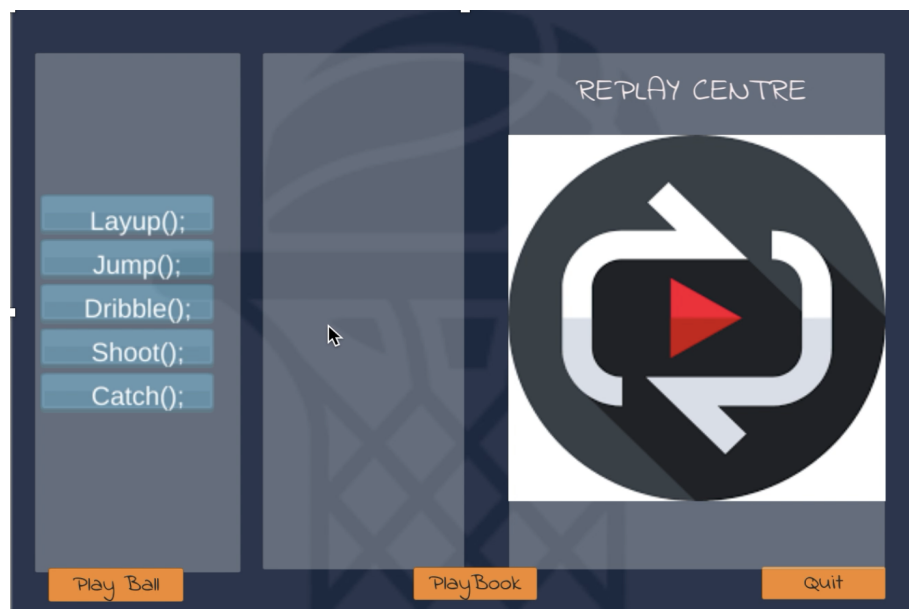 REPLAY CENTRE
Layup();
Jump();
Dribble();
Shoot();
Catch();
Play Ball
PlayBook
Quit